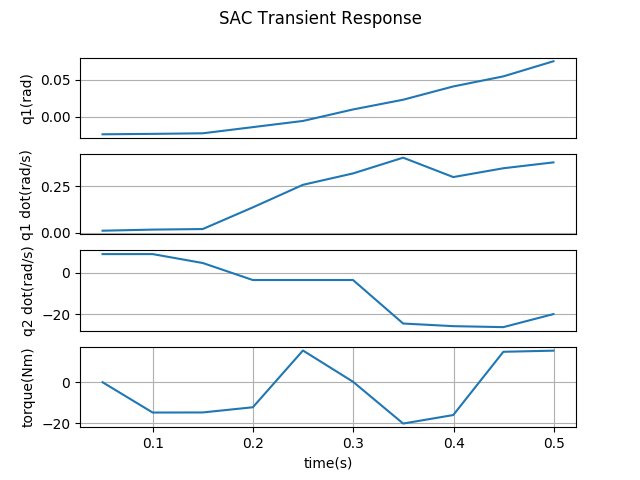 SAC Transient Response
q1(rad)
0.05
0.00
q1 dot(rad/s)
0.25
0.00
q2 dot(rad/s)
0
−20
torque(Nm)
0
−20
0.1 0.2 0.3 0.4 0.5
time(s)